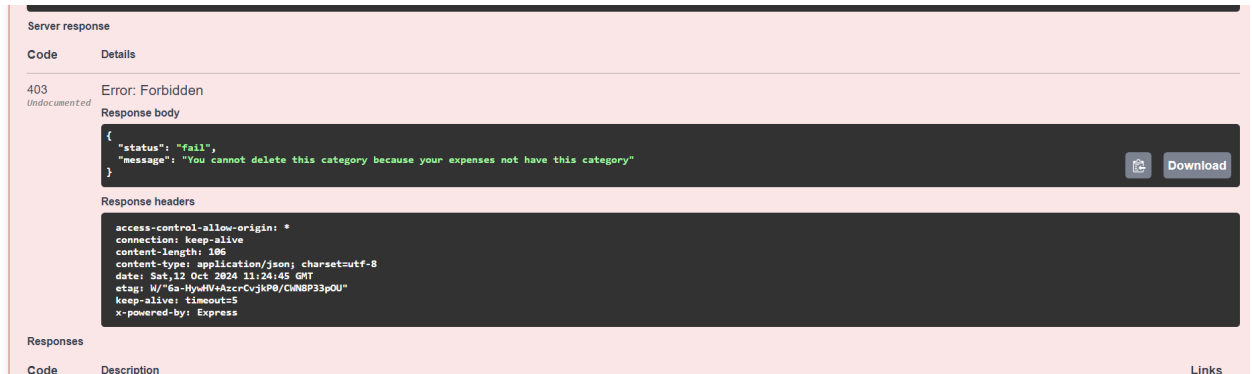 Server response
Code Details
403 Error: Forbidden
Undocumented
Response body
{
"status": "fail",
"message": "You cannot delete this category because your expenses not have this category"
}
Download
Response headers
access-control-allow-origin: *
connection: keep-alive
content-length: 106
content-type: application/json; charset=utf-8
date: Sat,12 Oct 2024 11:24:45 GMT
etag: W/"6a-HywHV+AzcrCvjkP0/CWN8P33pOU"
keep-alive: timeout=5
x-powered-by: Express
Responses
Code Description Links